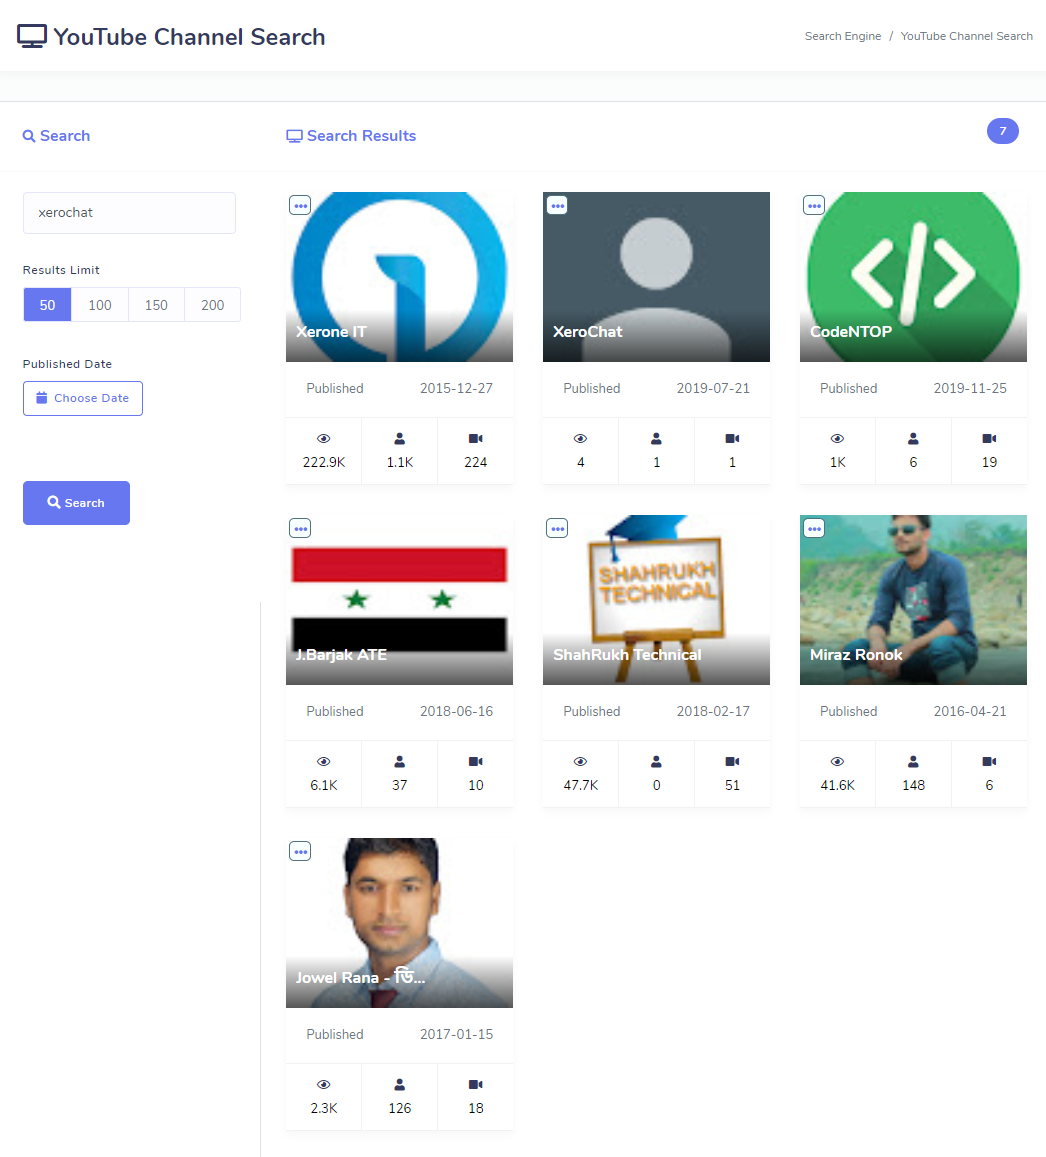 YouTube Channel Search
Search Engine / YouTube Channel Search
Search
Search Results
7
xerochat
Results Limit
50 100 150 200
Published Date
Choose Date
Search
Xerone IT
Published 2015-12-27
222.9K 1.1K 224
XeroChat
Published 2019-07-21
4 1 1
CodeNTOP
Published 2019-11-25
1K 6 19
J.Barjak ATE
Published 2018-06-16
6.1K 37 10
SHAHRUKH
TECHNICAL
ShahRukh Technical
Published 2018-02-17
47.7K 0 51
Miraz Ronok
Published 2016-04-21
41.6K 148 6
Jowel Rana - ডি...
Published 2017-01-15
2.3K 126 18